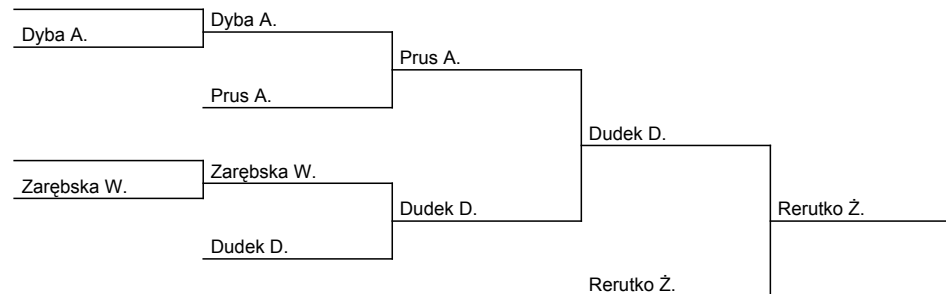 Dyba A.
Dyba A.
Prus A.
Prus A.
Dudek D.
Zarębska W.
Zarębska W.
Dudek D.
Rerutko Ż.
Dudek D.
Rerutko Ż.